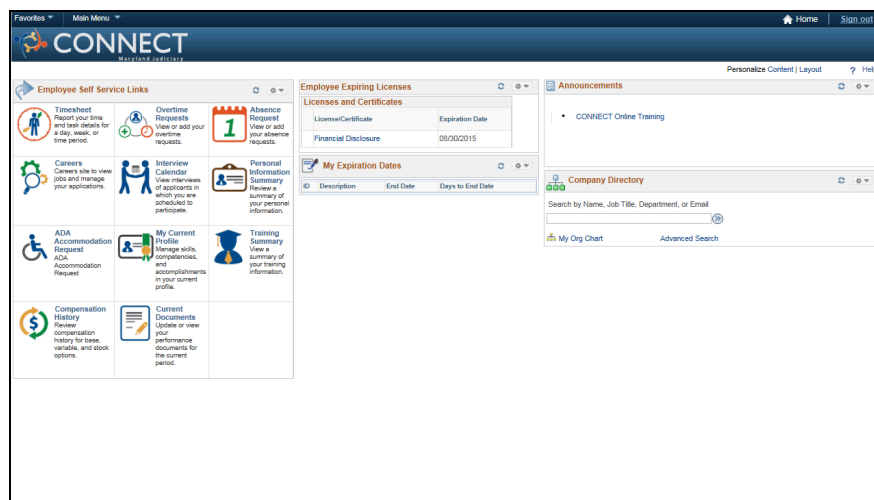 Favorites Main Menu
Home Sign out
CONNECT
Maryland Judiciary
Personalize Content | Layout ? Hel
Employee Self Service Links
Timesheet
Report your time
and task details for
a day, week, or
time period.
Overtime
Requests
View or add your
overtime
requests.
1
Absence
Request
View or add
your absence
requests.
Careers
Careers site to view
jobs and manage
your applications.
Interview
Calendar
View interviews
of applicants in
which you are
scheduled to
participate.
Personal
Information
Summary
Review a
summary of
your personal
information.
ADA
Accommodation
Request
ADA
Accommodation
Request
My Current
Profile
Manage skills,
competencies,
and
accomplishments
in your current
profile.
Training
Summary
View a
summary of
your training
information.
$
Compensation
History
Review
compensation
history for base,
variable, and stock
options.
Current
Documents
Update or view
your
performance
documents for
the current
period.
Employee Expiring Licenses
Licenses and Certificates
License/Certificate Expiration Date
Financial Disclosure 06/30/2015
My Expiration Dates
ID Description End Date Days to End Date
Announcements
• CONNECT Online Training
Company Directory
Search by Name, Job Title, Department, or Email
My Org Chart Advanced Search